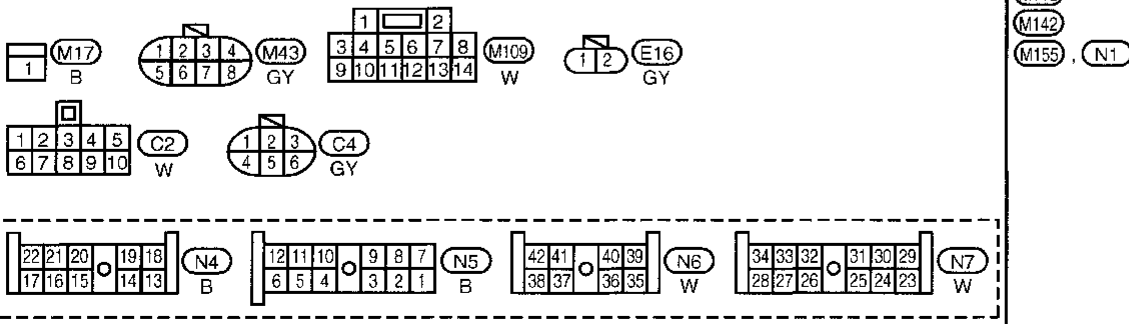 1 2
1 M17 B
1 2 3 4 M43
5 6 7 8 GY
3 4 5 6 7 8 M109
9 10 11 12 13 14 W
1 2 E16 GY
M142
M155 , N1
1 2 3 4 5 C2
6 7 8 9 10 W
1 2 3 C4
4 5 6 GY
22 21 20 19 18 N4
17 16 15 14 13 B
12 11 10 9 8 7 N5
6 5 4 3 2 1 B
42 41 40 39 N6
38 37 36 35 W
34 33 32 31 30 29 N7
28 27 26 25 24 23 W